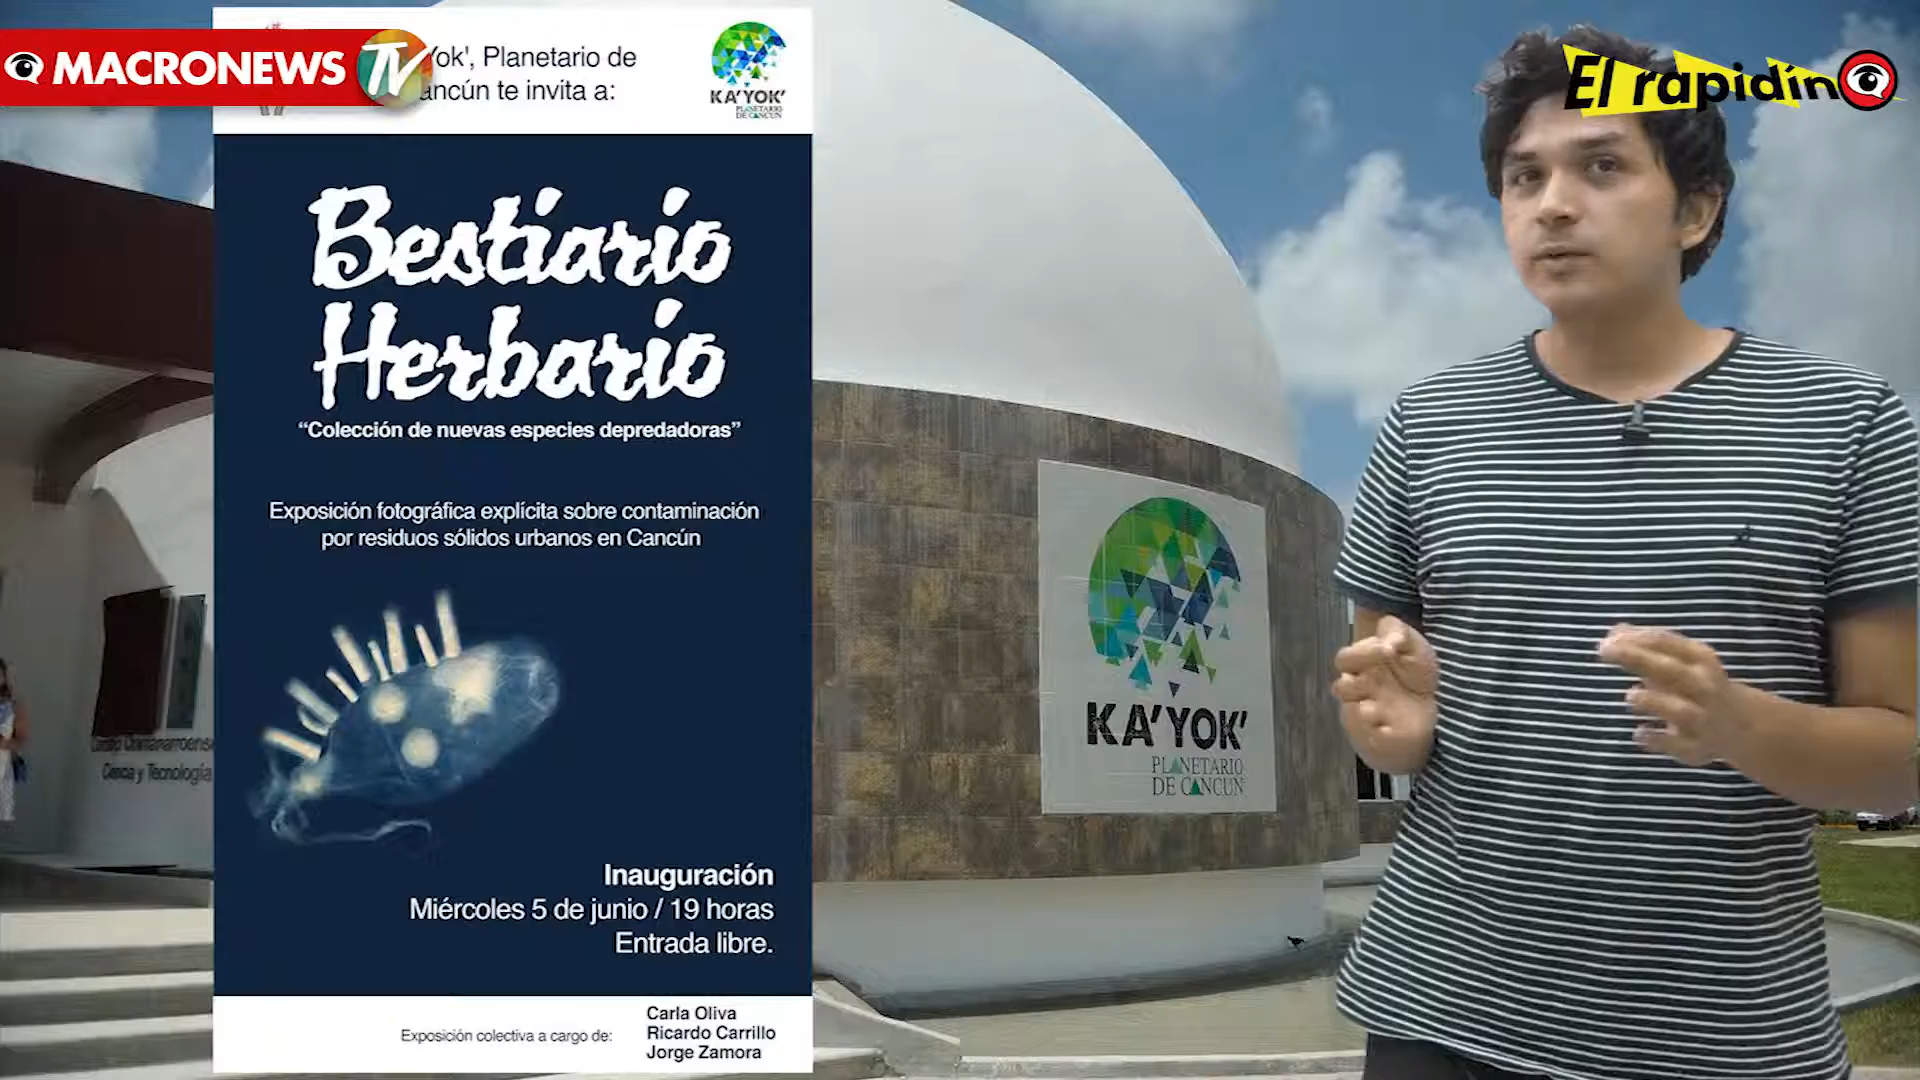 MACRONEWS TV
Yok', Planetario de
ancún te invita a:
KA'YOK'
PLANETARIO
DE CANCUN
El rapidín
Bestiario
Herbario
“Colección de nuevas especies depredadoras”
Exposición fotográfica explícita sobre contaminación
por residuos sólidos urbanos en Cancún
Inauguración
Miércoles 5 de junio / 19 horas
Entrada libre.
Exposición colectiva a cargo de:
Carla Oliva
Ricardo Carrillo
Jorge Zamora
KA'YOK'
PLANETARIO
DE CANCUN
Ciencia y Tecnología